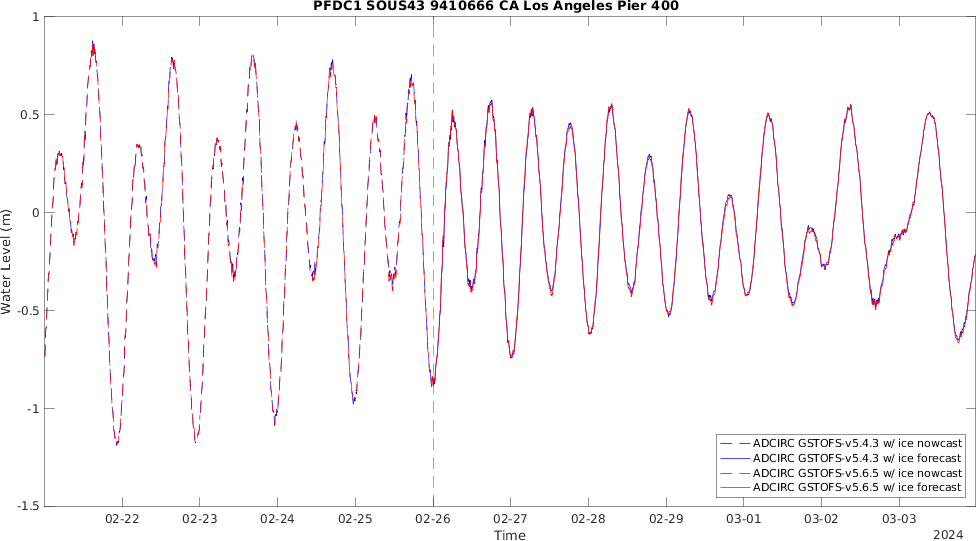 PFDC1 SOUS43 9410666 CA Los Angeles Pier 400
1
0.5
0
-0.5
-1
-1.5
Water Level (m)
02-22 02-23 02-24 02-25 02-26 02-27 02-28 02-29 03-01 03-02 03-03
Time
2024
ADCIRC GSTOFS-v5.4.3 w/ ice nowcast
ADCIRC GSTOFS-v5.4.3 w/ ice forecast
ADCIRC GSTOFS-v5.6.5 w/ ice nowcast
ADCIRC GSTOFS-v5.6.5 w/ ice forecast